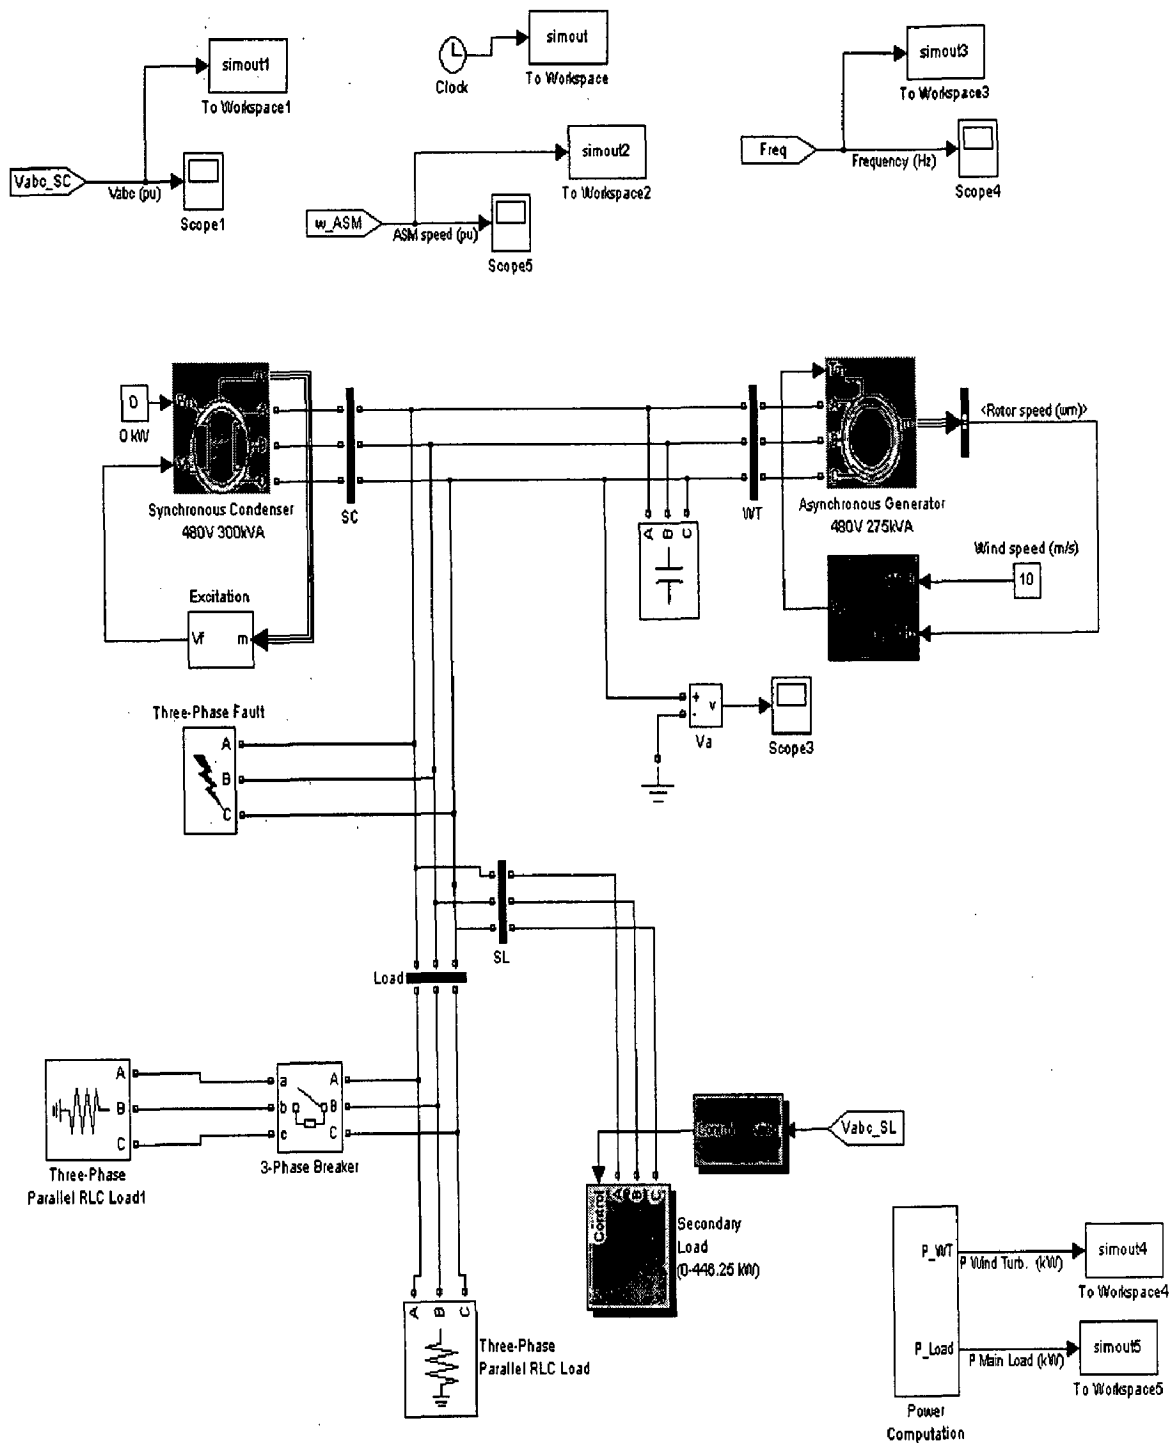 simout1
To Workspace1
Clock
simout
To Workspace
simout3
To Workspace3
Vabc_SC
Vabc (pu)
Scope1
simout2
To Workspace2
w_ASM
ASM speed (pu)
Scope5
Freq
Frequency (Hz)
Scope4
0
0 kW
Synchronous Condenser
480V 300kVA
SC
WT
Asynchronous Generator
480V 275kVA
<Rotor speed (wm)>
A
B
C
Wind speed (m/s)
10
Excitation
Vf
m
Three-Phase Fault
A
B
C
+
-
v
Va
Scope3
SL
Load
A
B
C
Three-Phase
Parallel RLC Load1
a
b
c
A
B
C
3-Phase Breaker
Vabc_SL
Control
A
B
C
Secondary
Load
(0-446.25 kW)
A
B
C
Three-Phase
Parallel RLC Load
P_WT
P_Load
Power
Computation
P Wind Turb. (kW)
simout4
To Workspace4
P Main Load (kW)
simout5
To Workspace5